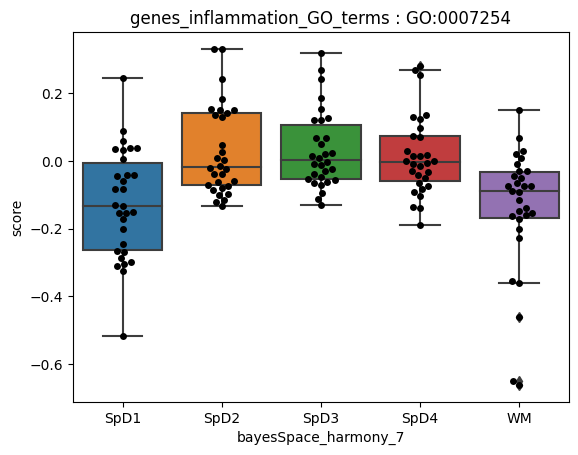 genes_inflammation_GO_terms : GO:0007254
score
0.2
0.0
−0.2
−0.4
−0.6
SpD1 SpD2 SpD3 SpD4 WM
bayesSpace_harmony_7